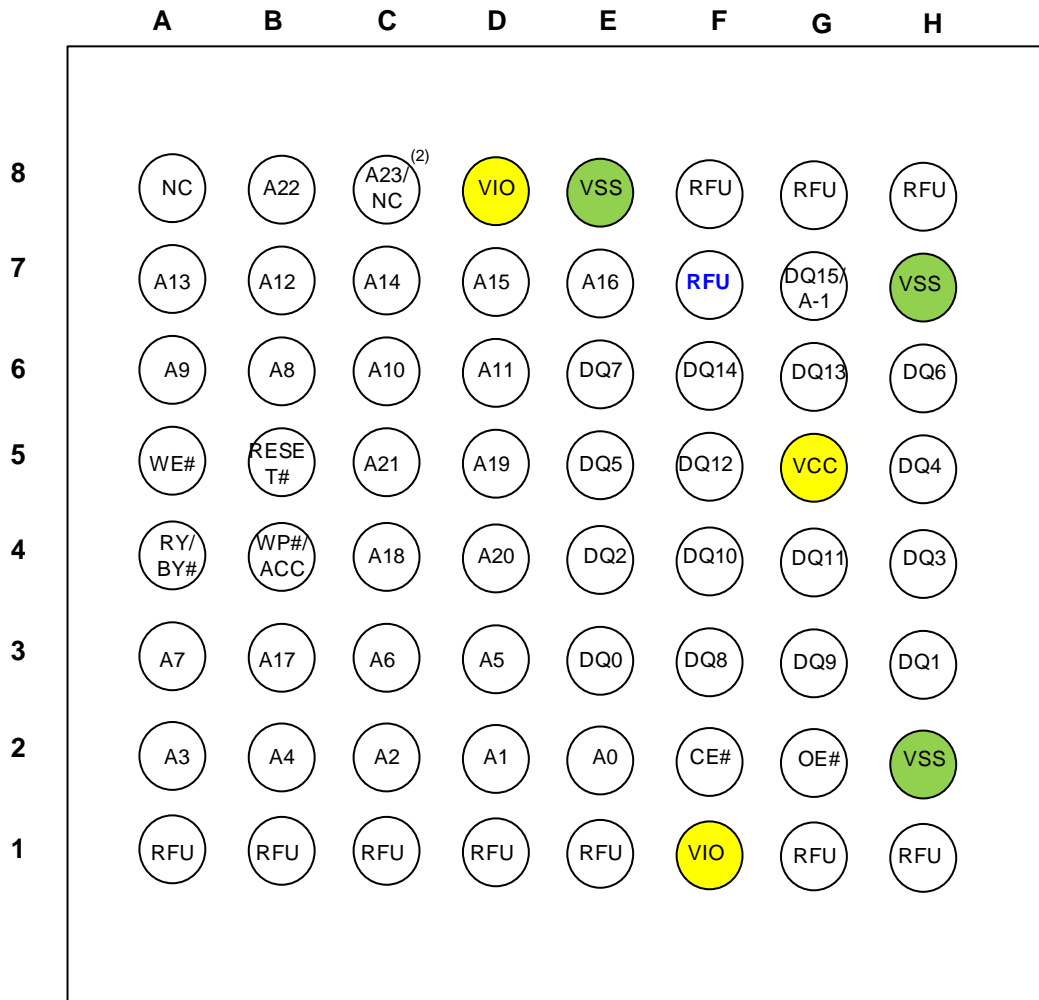 A B C D E F G H
8 NC A22 A23/ NC (2) VIO VSS RFU RFU RFU
7 A13 A12 A14 A15 A16 RFU DQ15/ A-1 VSS
6 A9 A8 A10 A11 DQ7 DQ14 DQ13 DQ6
5 WE# RESE T# A21 A19 DQ5 DQ12 VCC DQ4
4 RY/ BY# WP#/ ACC A18 A20 DQ2 DQ10 DQ11 DQ3
3 A7 A17 A6 A5 DQ0 DQ8 DQ9 DQ1
2 A3 A4 A2 A1 A0 CE# OE# VSS
1 RFU RFU RFU RFU RFU VIO RFU RFU